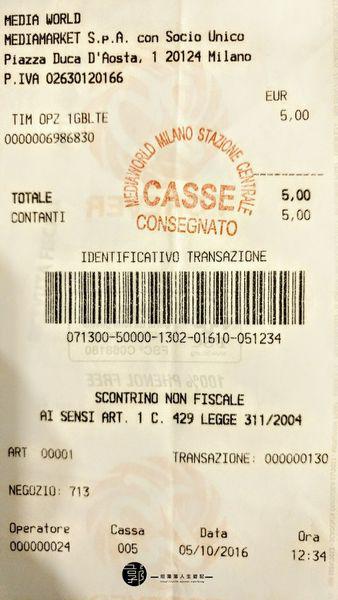 MEDIA WORLD
MEDIAMARKET S.p.A. con Socio Unico
Piazza Duca D'Aosta, 1 20124 Milano
P.IVA 02630120166
EUR
TIM OPZ 1GBLTE 5,00
0000006986830
MEDIAWORLD MILANO STAZIONE CENTRALE
CASSE
CONSEGNATO
TOTALE 5,00
CONTANTI 5,00
IDENTIFICATIVO TRANSAZIONE
071300-50000-1302-01610-051234
100% PHENOL FREE
SCONTRINO NON FISCALE
AI SENSI ART. 1 C. 429 LEGGE 311/2004
ART 00001 TRANSAZIONE: 000000130
NEGOZIO: 713
Operatore Cassa Data Ora
000000024 005 05/10/2016 12:34